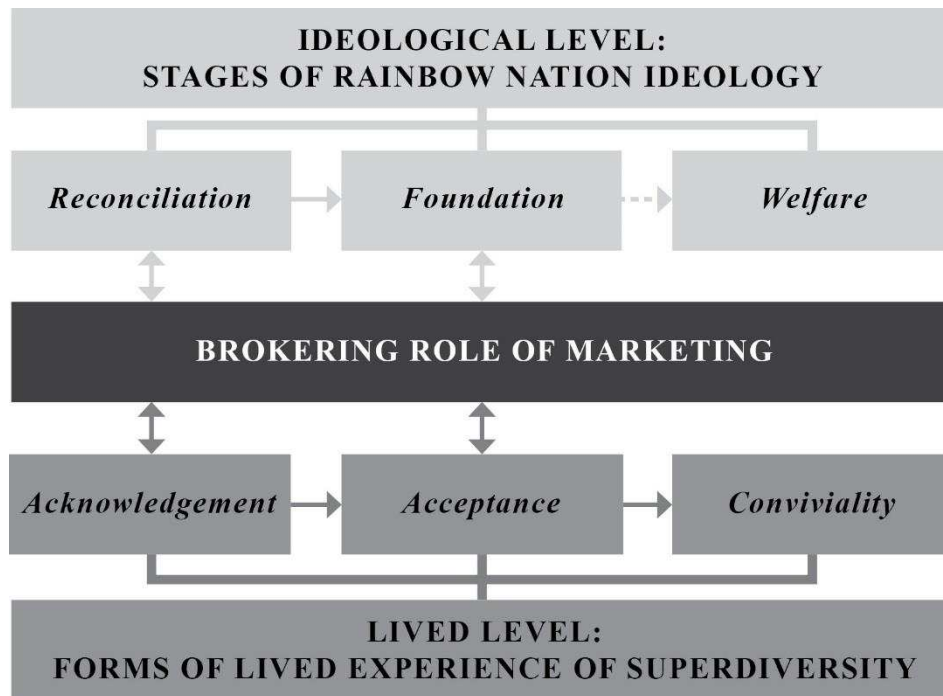 IDEOLOGICAL LEVEL:
STAGES OF RAINBOW NATION IDEOLOGY
Reconciliation
Foundation
Welfare
BROKERING ROLE OF MARKETING
Acknowledgement
Acceptance
Conviviality
LIVED LEVEL:
FORMS OF LIVED EXPERIENCE OF SUPERDIVERSITY